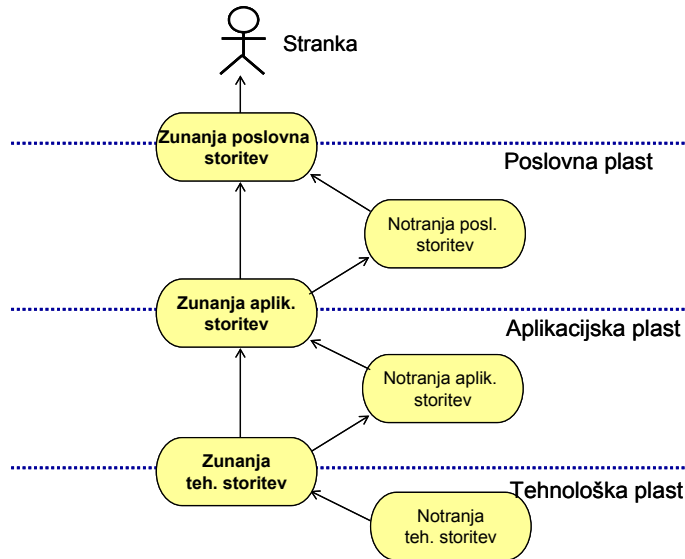 Stranka
Zunanja poslovna
storitev
Poslovna plast
Notranja posl.
storitev
Zunanja aplik.
storitev
Aplikacijska plast
Notranja aplik.
storitev
Zunanja
teh. storitev
Tehnološka plast
Notranja
teh. storitev